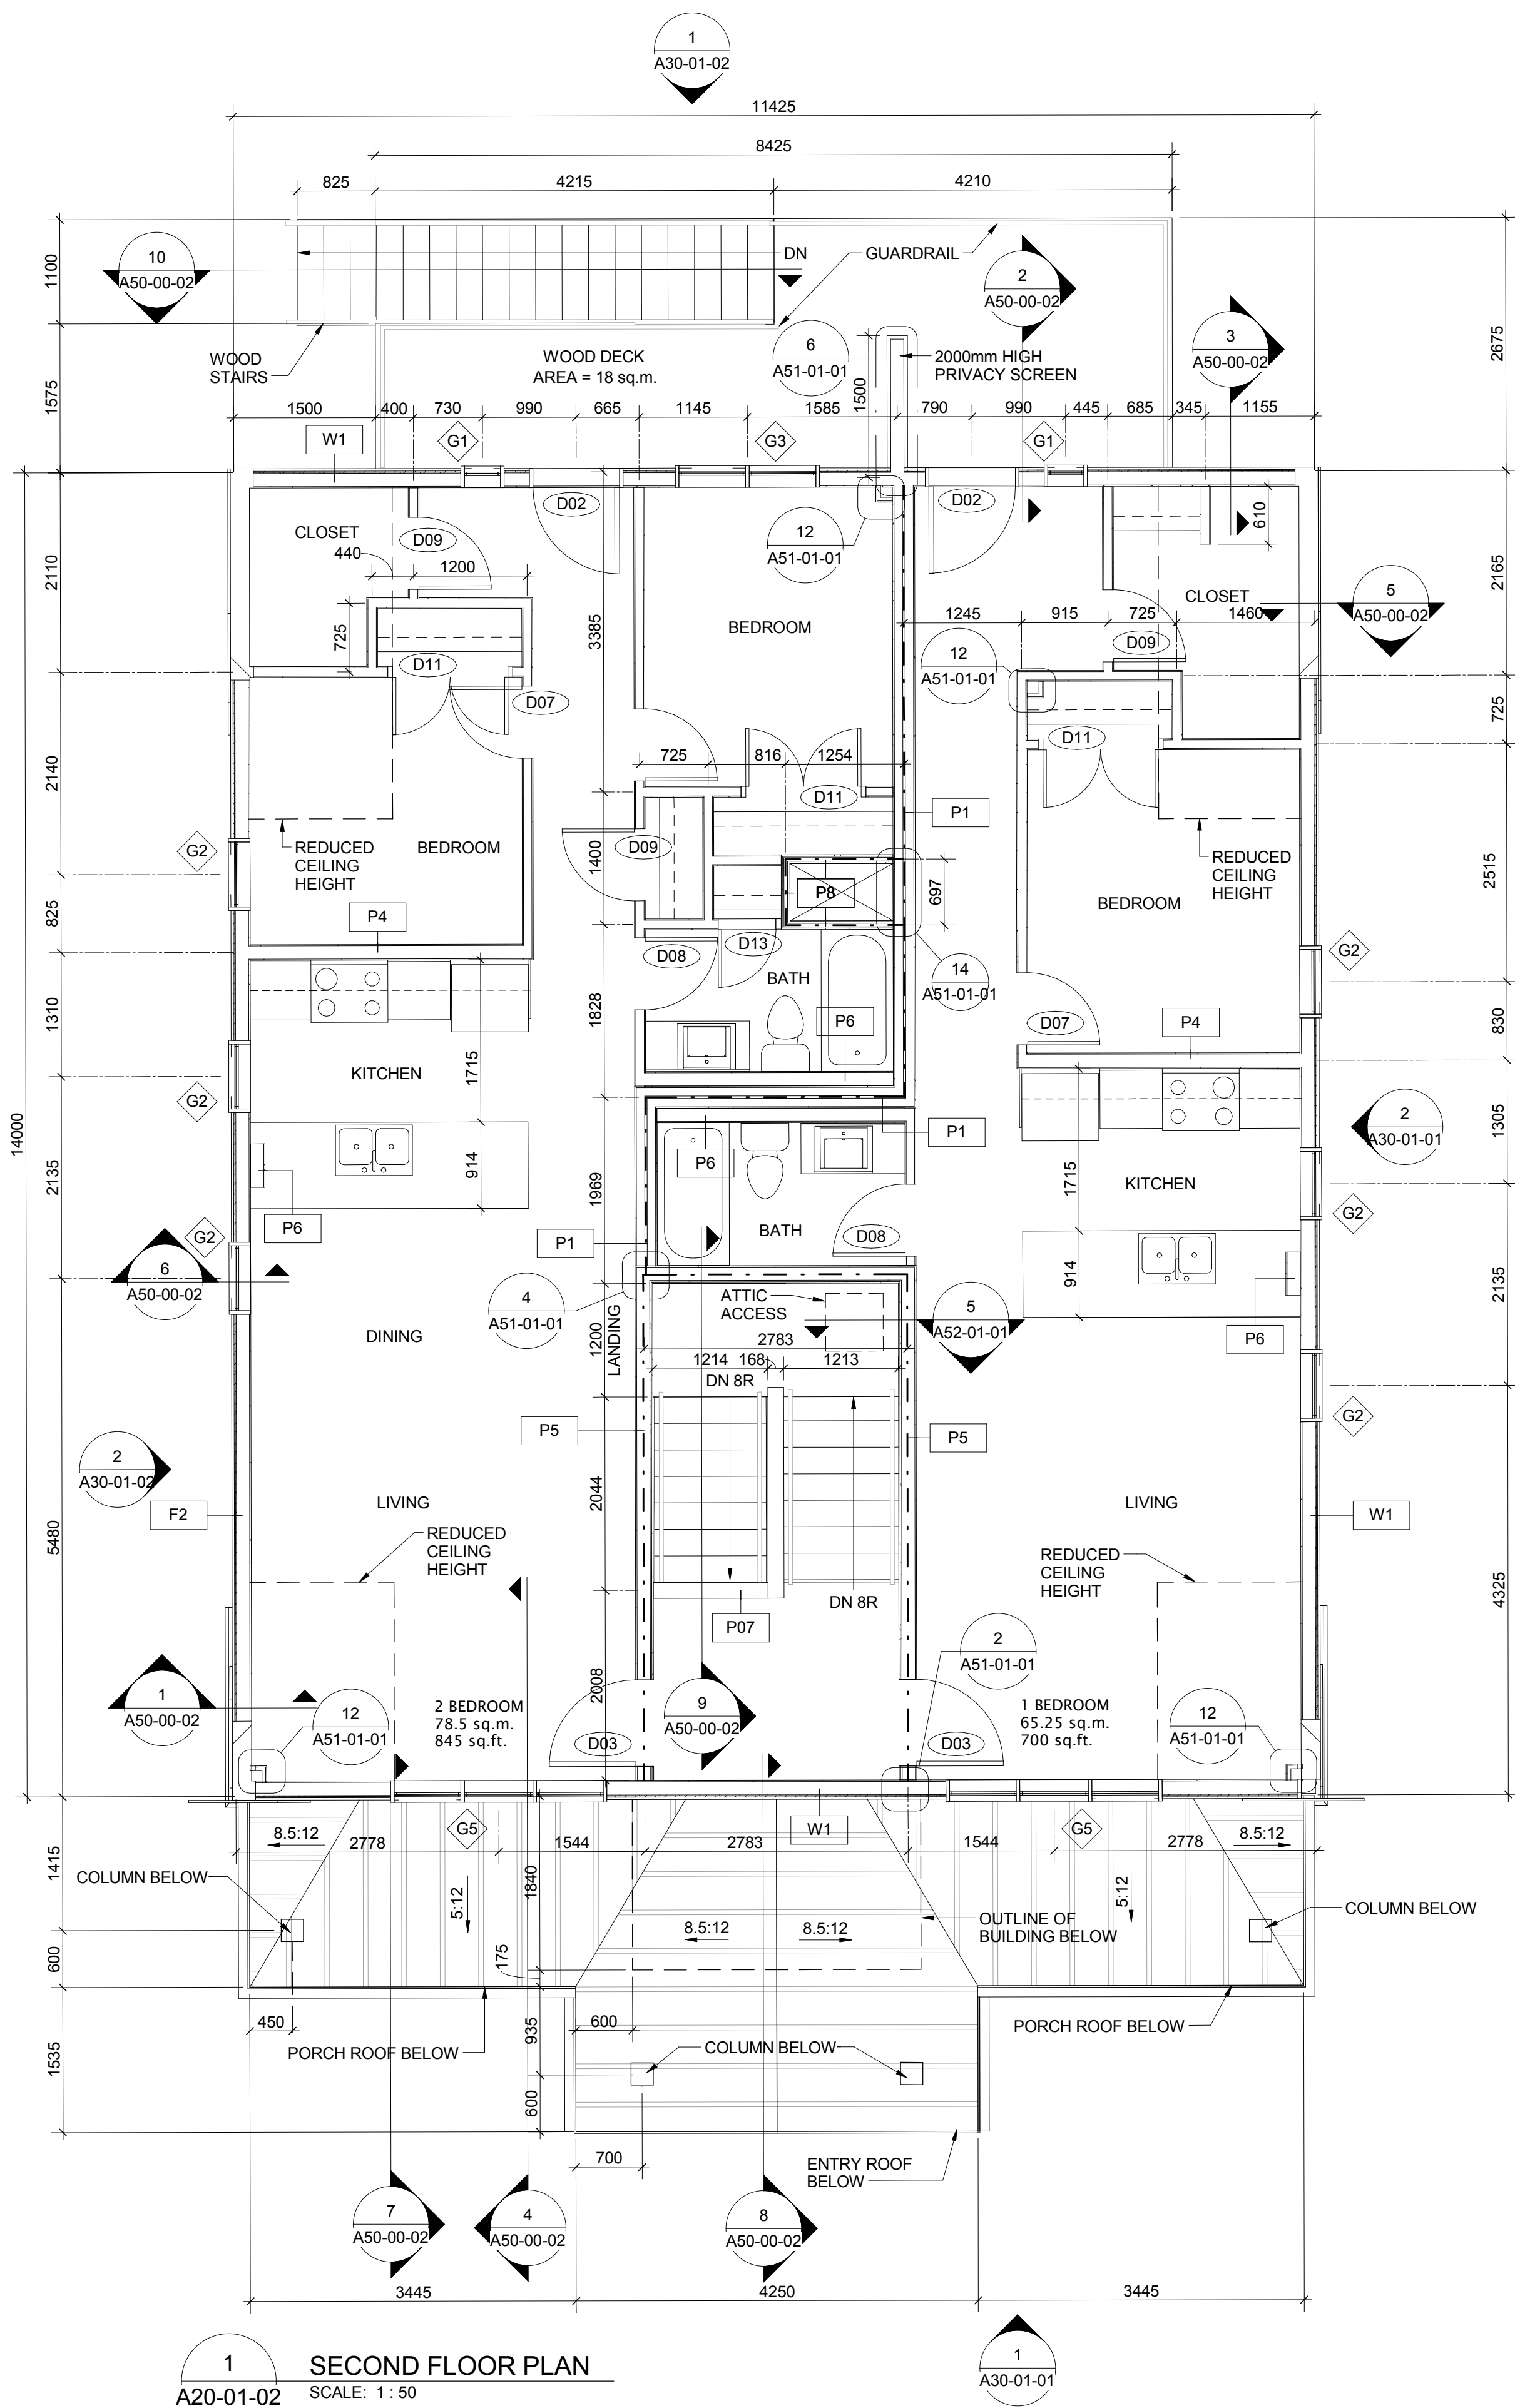 1
A30-01-02
11425
8425
825
4215
4210
10
A50-00-02
1100
DN
GUARDRAIL
2
A50-00-02
3
A50-00-02
2675
6
A51-01-01
2000mm HIGH
PRIVACY SCREEN
WOOD
STAIRS
WOOD DECK
AREA = 18 sq.m.
1575
1500
1500
400
730
990
665
1145
1585
790
990
445
685
345
1155
W1
G1
G3
G1
D02
D02
CLOSET
440
D09
1200
12
A51-01-01
610
2110
2165
5
A50-00-02
725
3385
BEDROOM
CLOSET
1245
915
725
1460
D09
12
A51-01-01
D11
D07
725
D11
2140
725
816
1254
D11
P1
G2
REDUCED
CEILING
HEIGHT
BEDROOM
1400
D09
P8
697
REDUCED
CEILING
HEIGHT
2515
BEDROOM
825
P4
D08
D13
BATH
14
A51-01-01
G2
1310
1828
P6
D07
P4
830
14000
KITCHEN
1715
G2
P1
2
A30-01-01
1305
2135
914
1969
P6
1715
KITCHEN
P6
G2
P1
BATH
D08
G2
6
A50-00-02
4
A51-01-01
LANDING
1200
ATTIC
ACCESS
5
A52-01-01
914
P6
2135
DINING
2783
1214
168
1213
DN 8R
P5
P5
G2
2
A30-01-02
F2
LIVING
2044
LIVING
W1
5480
REDUCED
CEILING
HEIGHT
REDUCED
CEILING
HEIGHT
4325
DN 8R
P07
2
A51-01-01
1
A50-00-02
12
A51-01-01
2 BEDROOM
78.5 sq.m.
845 sq.ft.
2008
9
A50-00-02
1 BEDROOM
65.25 sq.m.
700 sq.ft.
12
A51-01-01
D03
D03
G5
W1
G5
8.5:12
2778
1544
2783
1544
2778
8.5:12
1415
COLUMN BELOW
5:12
1840
8.5:12
8.5:12
OUTLINE OF
BUILDING BELOW
5:12
COLUMN BELOW
600
175
450
935
600
PORCH ROOF BELOW
COLUMN BELOW
PORCH ROOF BELOW
1535
600
700
ENTRY ROOF
BELOW
7
A50-00-02
4
A50-00-02
8
A50-00-02
3445
4250
3445
1
A20-01-02
SECOND FLOOR PLAN
SCALE: 1 : 50
1
A30-01-01